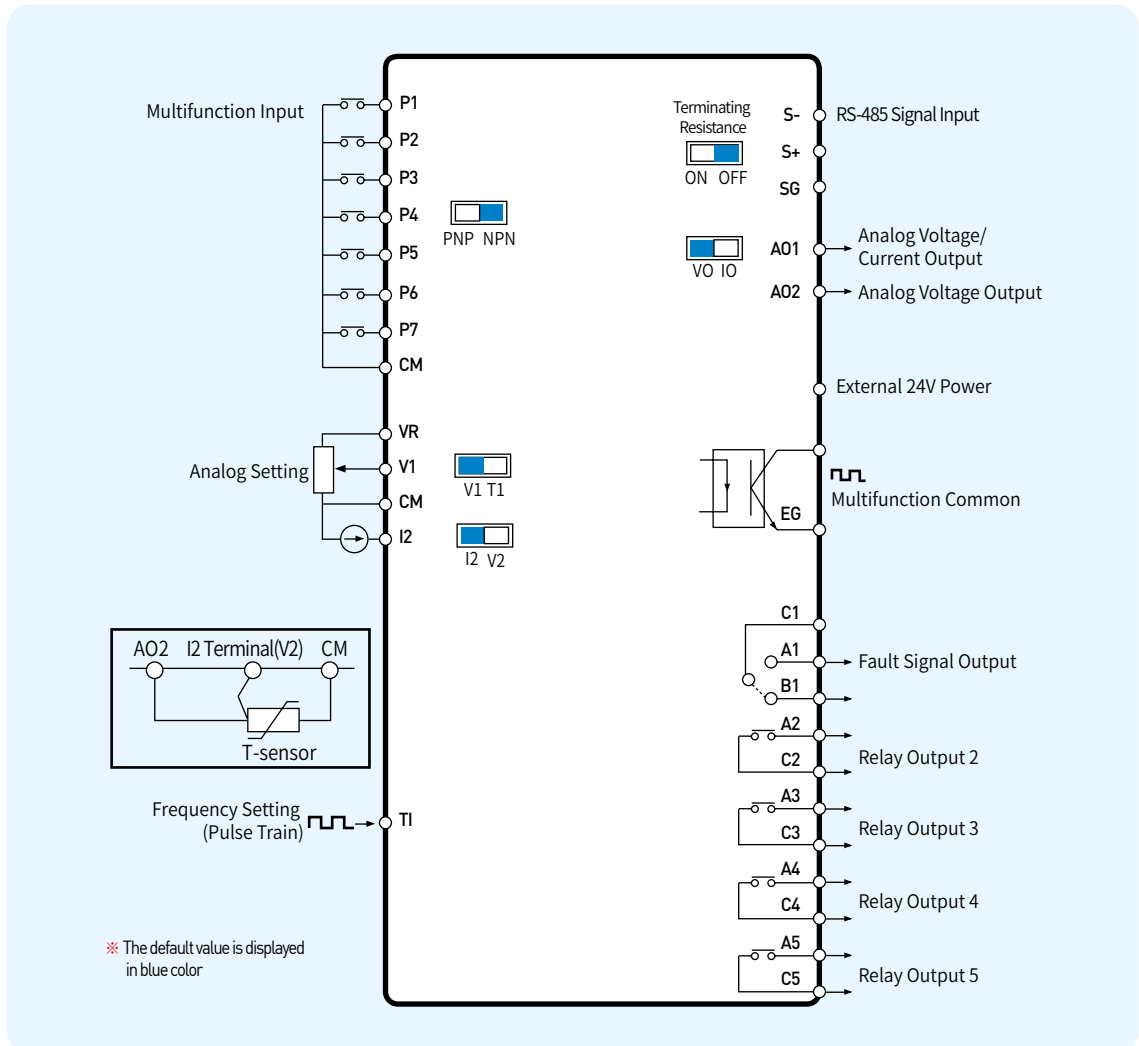 Multifunction Input
P1
P2
P3
P4
P5
P6
P7
CM
PNP NPN
Terminating
Resistance
ON OFF
S-
RS-485 Signal Input
S+
SG
VO IO
AO1
Analog Voltage/
Current Output
AO2
Analog Voltage Output
External 24V Power
Analog Setting
VR
V1
CM
I2
V1 T1
I2 V2
EG
Multifunction Common
AO2 I2 Terminal(V2) CM
T-sensor
Frequency Setting
(Pulse Train)
TI
C1
A1
B1
Fault Signal Output
A2
C2
Relay Output 2
A3
C3
Relay Output 3
A4
C4
Relay Output 4
A5
C5
Relay Output 5
※ The default value is displayed
in blue color